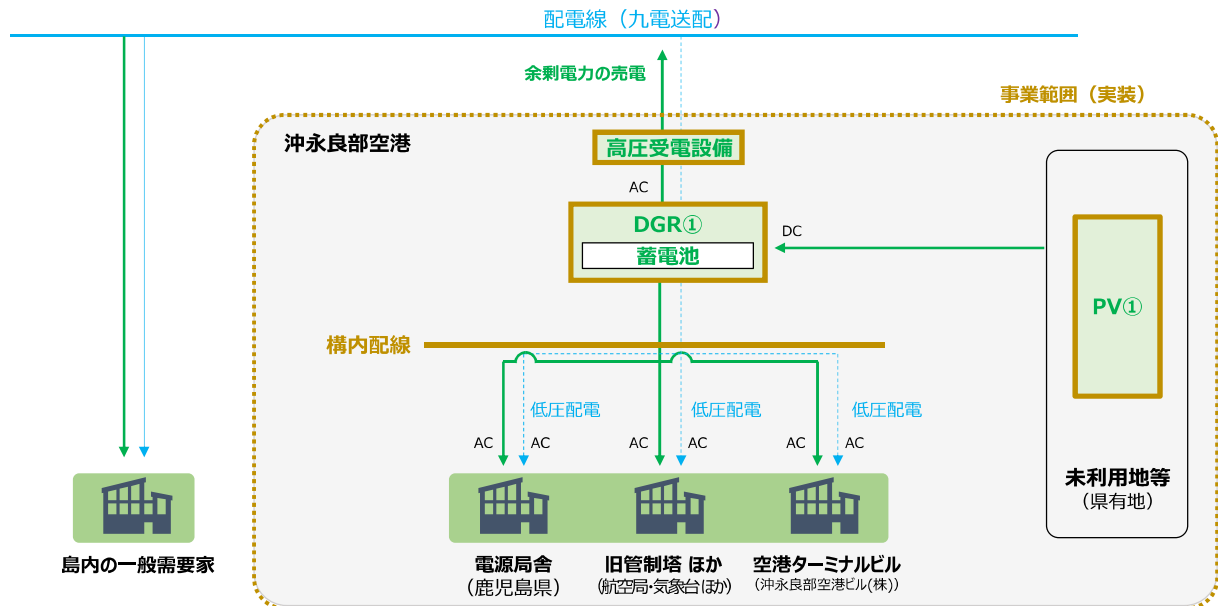 配電線（九電送配）
余剰電力の売電
事業範囲（実装）
沖永良部空港
高圧受電設備
AC
DGR①
蓄電池
DC
PV①
構内配線
低圧配電
低圧配電
低圧配電
AC
AC
AC
AC
AC
AC
未利用地等
（県有地）
島内の一般需要家
電源局舎
（鹿児島県）
旧管制塔 ほか
(航空局・気象台ほか)
空港ターミナルビル
(沖永良部空港ビル(株))